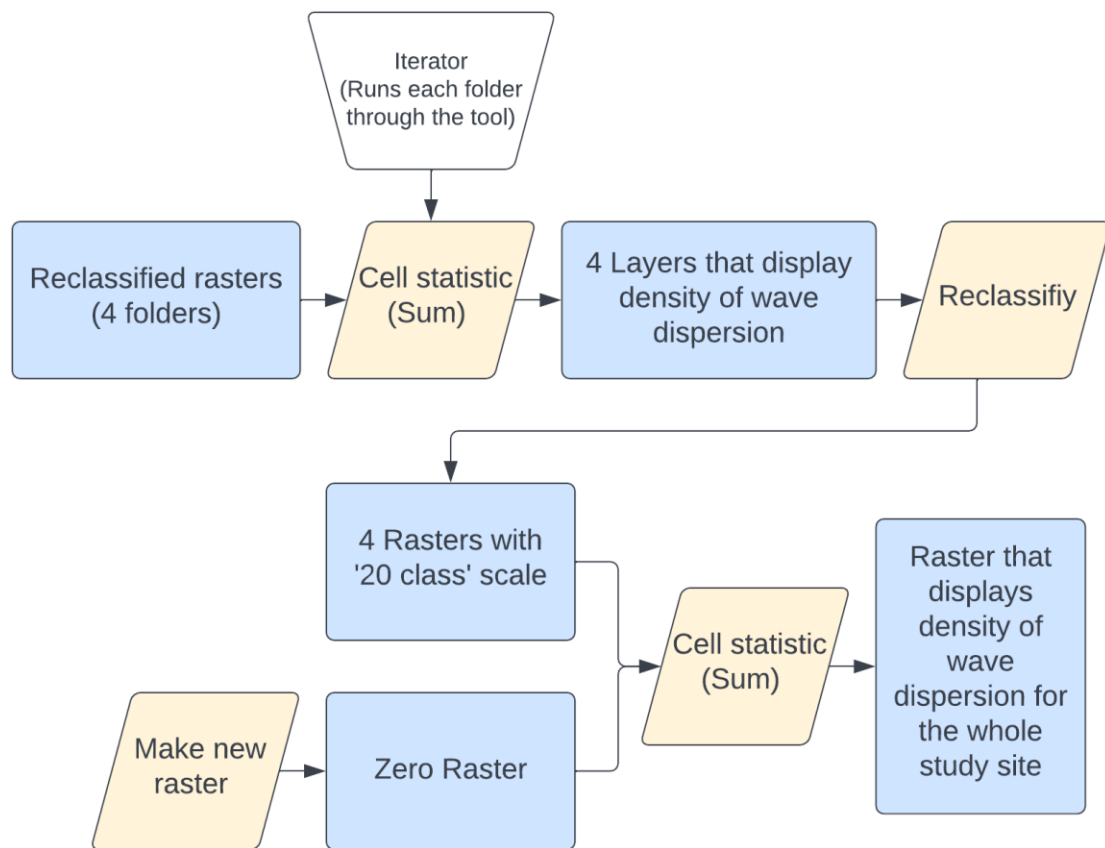 Iterator
(Runs each folder
through the tool)
Reclassified rasters
(4 folders)
Cell statistic
(Sum)
4 Layers that display
density of wave
dispersion
Reclassifiy
4 Rasters with
'20 class' scale
Make new
raster
Zero Raster
Cell statistic
(Sum)
Raster that
displays
density of
wave
dispersion for
the whole
study site